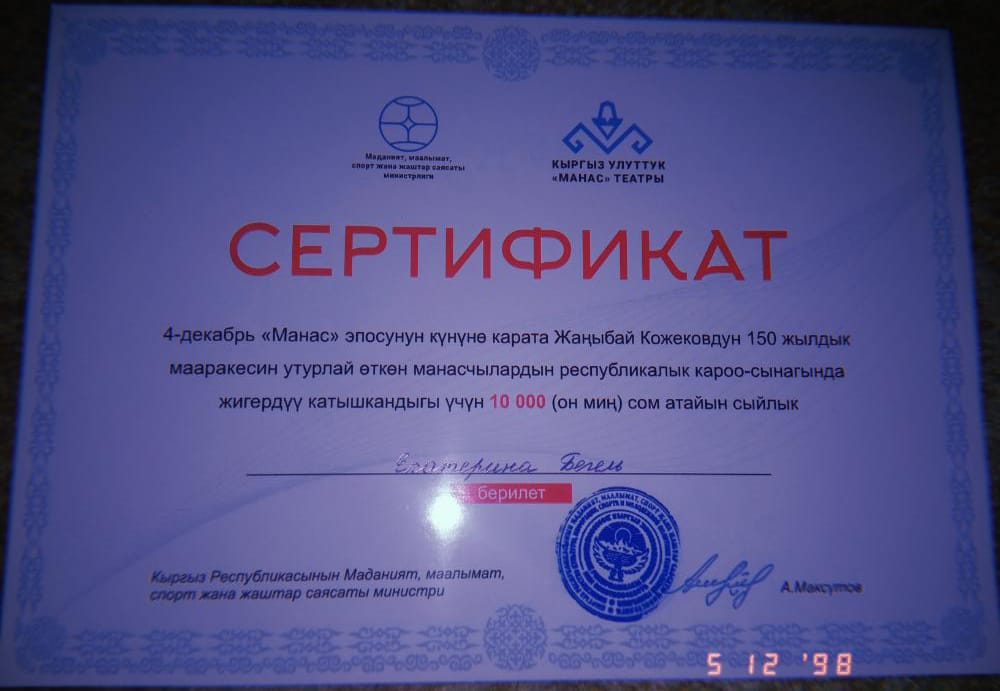 Маданият, маалымат,
спорт жана жаштар саясаты
министрлиги
КЫРГЫЗ УЛУТТУК
«МАНАС» ТЕАТРЫ
СЕРТИФИКАТ
4-декабрь «Манас» эпосунун күнүнө карата Жаңыбай Кожековдун 150 жылдык
мааракесин утурлай өткөн манасчылардын республикалык кароо-сынагында
жигердүү катышкандыгы үчүн 10 000 (он миң) сом атайын сыйлык
Екатерина Бегель
берилет
Кыргыз Республикасынын Маданият, маалымат,
спорт жана жаштар саясаты министри
А.Максутов
5 12 '98